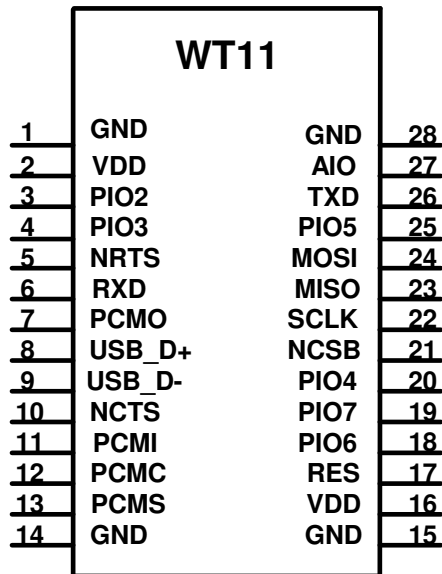 WT11
1 GND GND 28
2 VDD AIO 27
3 PIO2 TXD 26
4 PIO3 PIO5 25
5 NRTS MOSI 24
6 RXD MISO 23
7 PCMO SCLK 22
8 USB_D+ NCSB 21
9 USB_D- PIO4 20
10 NCTS PIO7 19
11 PCMI PIO6 18
12 PCMC RES 17
13 PCMS VDD 16
14 GND GND 15